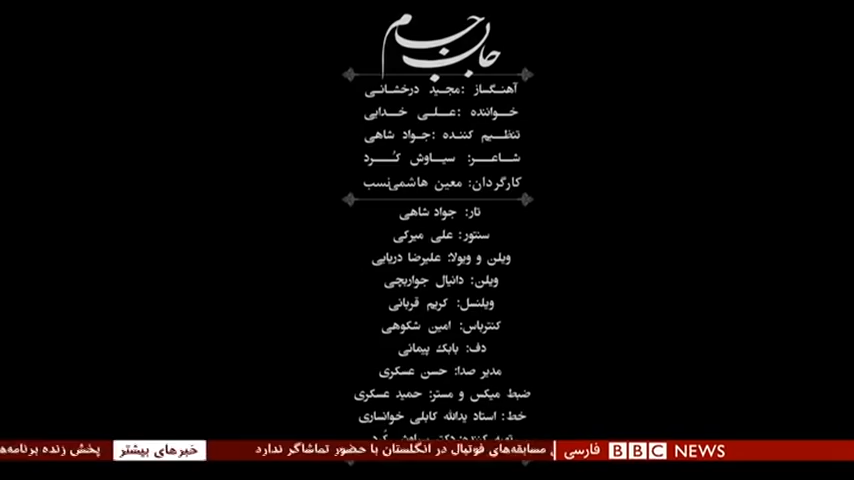 جان جام
آهنگساز :مجید درخشانی
خواننده :علی خدایی
تنظیم کننده :جواد شاهی
شاعر: سیاوش کُرد
کارگردان: معین هاشمی‌نسب
تار: جواد شاهی
سنتور: علی میرکی
ویلن و ویولا: علیرضا دریایی
ویلن: دانیال جواریچی
ویلنسل: کریم قربانی
کنترباس: امین شکوهی
دف: بابک پیمانی
مدیر صدا: حسن عسکری
ضبط میکس و مستر: حمید عسکری
خط: استاد یدالله کابلی خوانساری
BBC NEWS فارسی
مسابقه‌های فوتبال در انگلستان با حضور تماشاگر ندارد
خبرهای بیشتر
پخش زنده برنامه‌ه